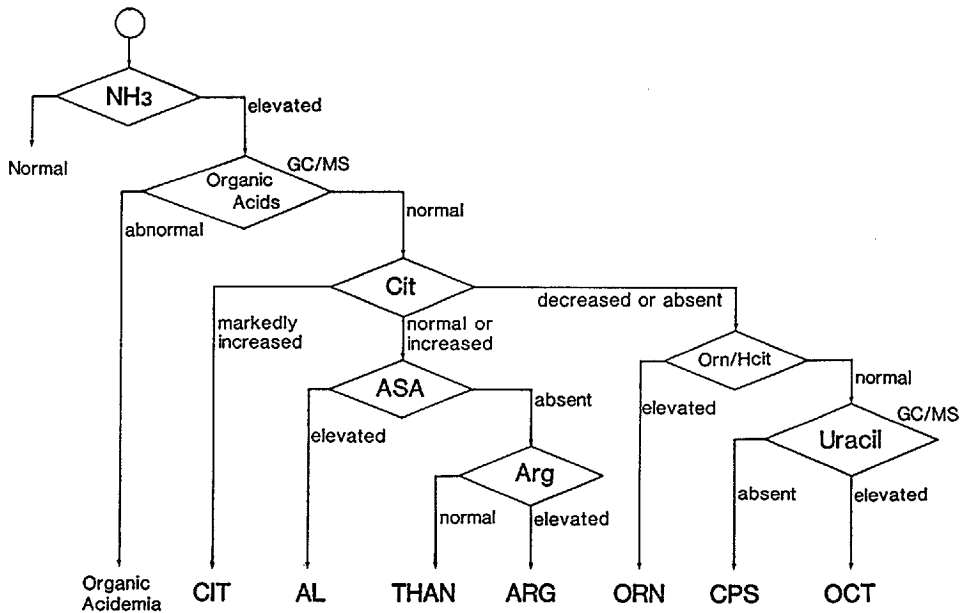 NH3
elevated
Normal
GC/MS
Organic
Acids
abnormal
normal
Cit
decreased or absent
markedly
increased
normal or
increased
Orn/Hcit
ASA
normal
absent
elevated
elevated
GC/MS
Uracil
Arg
absent
elevated
normal
elevated
Organic
Acidemia
CIT
AL
THAN
ARG
ORN
CPS
OCT